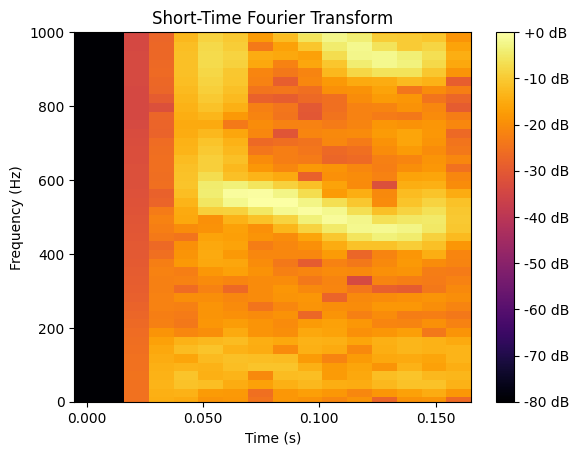 Short-Time Fourier Transform
1000
800
600
400
200
0
Frequency (Hz)
0.000
0.050
0.100
0.150
Time (s)
+0 dB
-10 dB
-20 dB
-30 dB
-40 dB
-50 dB
-60 dB
-70 dB
-80 dB